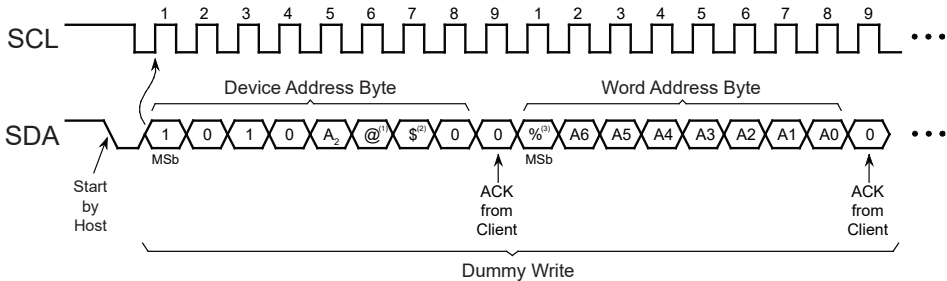 SCL 1 2 3 4 5 6 7 8 9 1 2 3 4 5 6 7 8 9
Device Address Byte Word Address Byte
SDA 1 0 1 0 A2 @(1) $(2) 0 0 %(3) A6 A5 A4 A3 A2 A1 A0 0
MSb MSb
Start
by
Host
ACK
from
Client
ACK
from
Client
Dummy Write